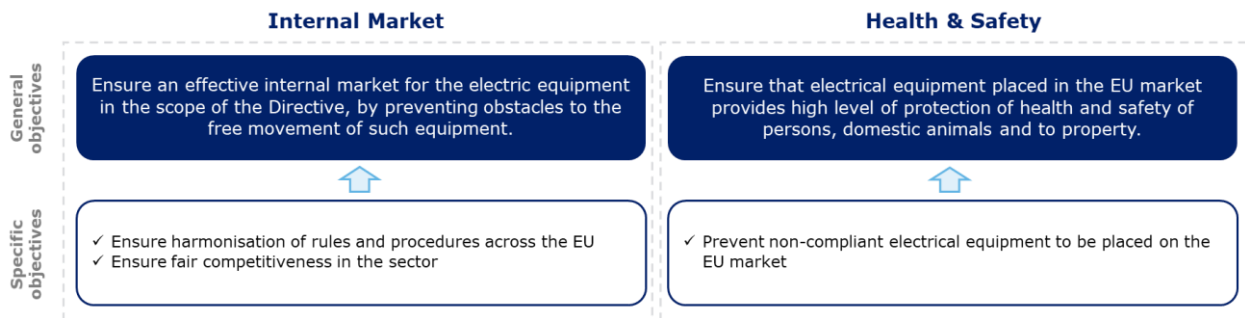 Internal Market
Health & Safety
General
objectives
Ensure an effective internal market for the electric equipment
in the scope of the Directive, by preventing obstacles to the
free movement of such equipment.
Ensure that electrical equipment placed in the EU market
provides high level of protection of health and safety of
persons, domestic animals and to property.
Specific
objectives
✓ Ensure harmonisation of rules and procedures across the EU
✓ Ensure fair competitiveness in the sector
✓ Prevent non-compliant electrical equipment to be placed on the
EU market